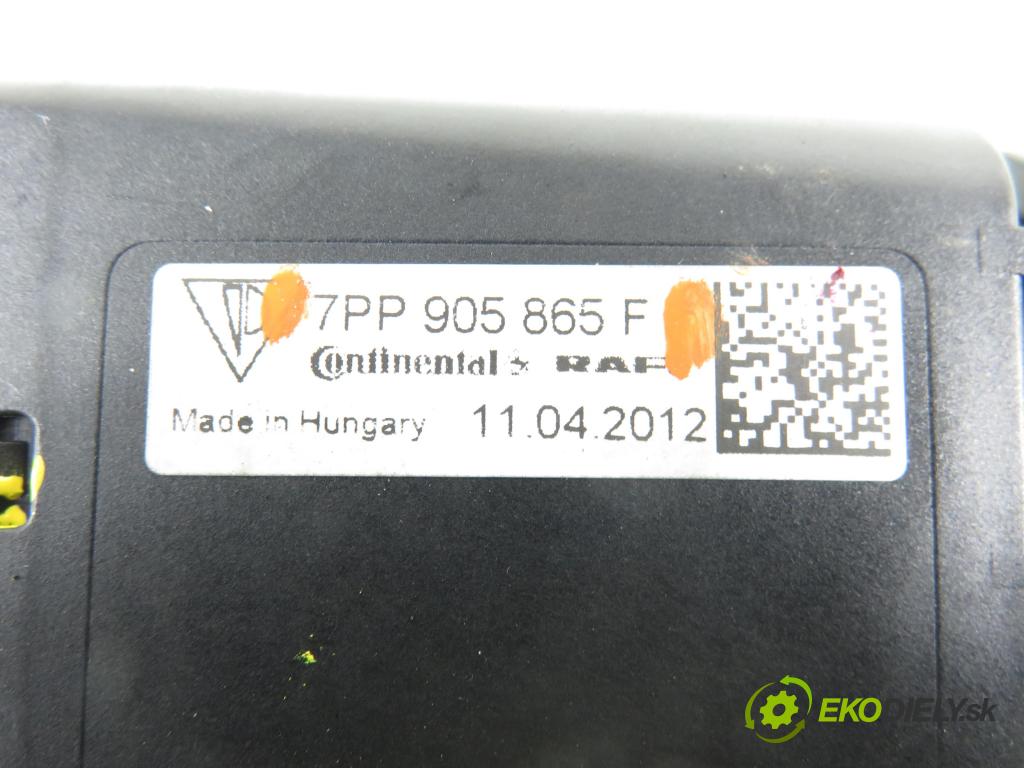 7PP 905 865 F
Continental
Made in Hungary 11.04.2012
EKODIELY.sk